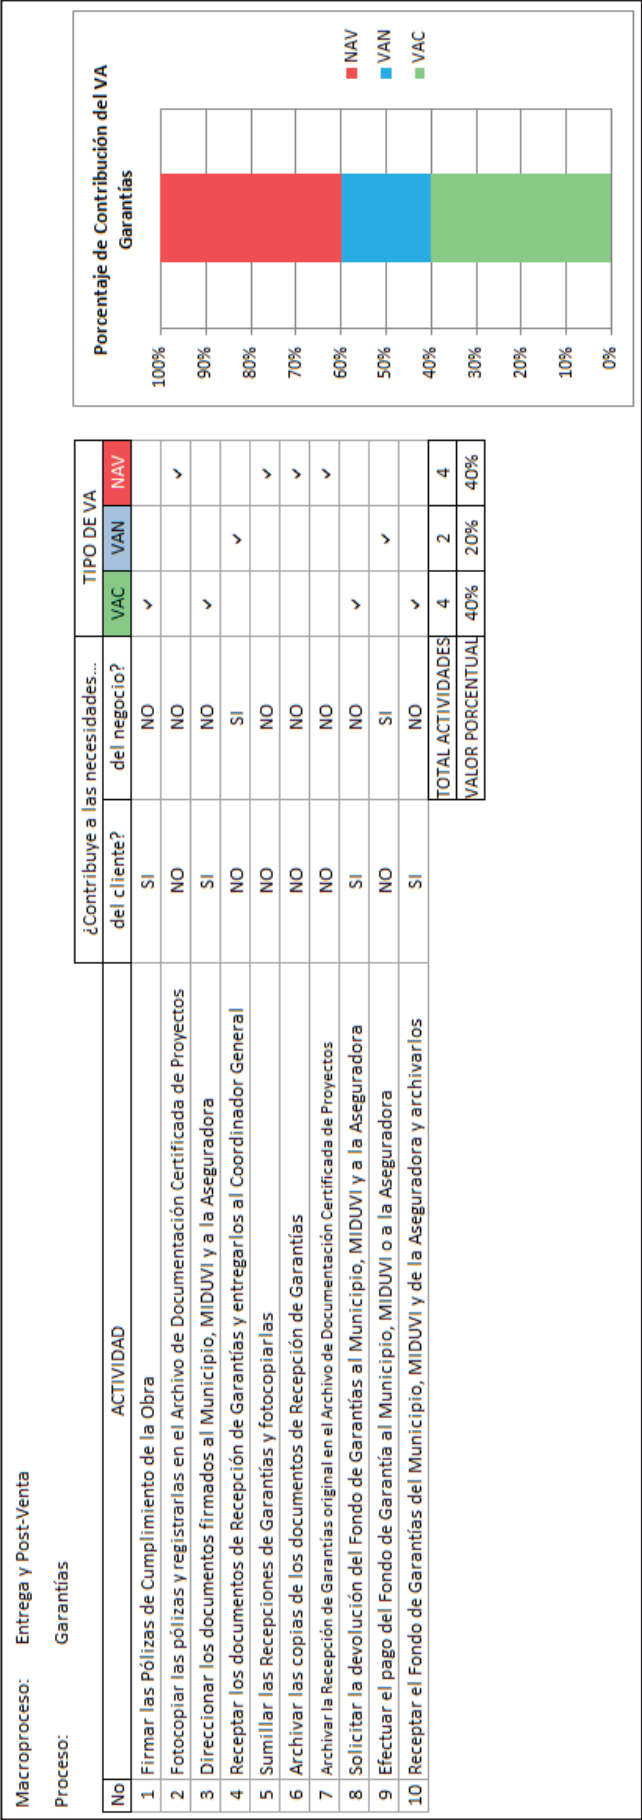 Macroproceso: Entrega y Post-Venta
Proceso: Garantías
¿Contribuye a las necesidades... TIPO DE VA
No ACTIVIDAD del cliente? del negocio? VAC VAN NAV
1 Firmar las Pólizas de Cumplimiento de la Obra SI NO ✓
2 Fotocopiar las pólizas y registrarlas en el Archivo de Documentación Certificada de Proyectos NO NO ✓
3 Direccionar los documentos firmados al Municipio, MIDUVI y a la Aseguradora SI NO ✓
4 Receptar los documentos de Recepción de Garantías y entregarlos al Coordinador General NO SI ✓
5 Sumillar las Recepciones de Garantías y fotocopiarlas NO NO ✓
6 Archivar las copias de los documentos de Recepción de Garantías NO NO ✓
7 Archivar la Recepción de Garantías original en el Archivo de Documentación Certificada de Proyectos NO NO ✓
8 Solicitar la devolución del Fondo de Garantías al Municipio, MIDUVI y a la Aseguradora SI NO ✓
9 Efectuar el pago del Fondo de Garantía al Municipio, MIDUVI o a la Aseguradora NO SI ✓
10 Receptar el Fondo de Garantías del Municipio, MIDUVI y de la Aseguradora y archivarlos SI NO ✓
TOTAL ACTIVIDADES 4 2 4
VALOR PORCENTUAL 40% 20% 40%
Porcentaje de Contribución del VA
Garantías
100%
90%
80%
70%
60%
50%
40%
30%
20%
10%
0%
NAV
VAN
VAC